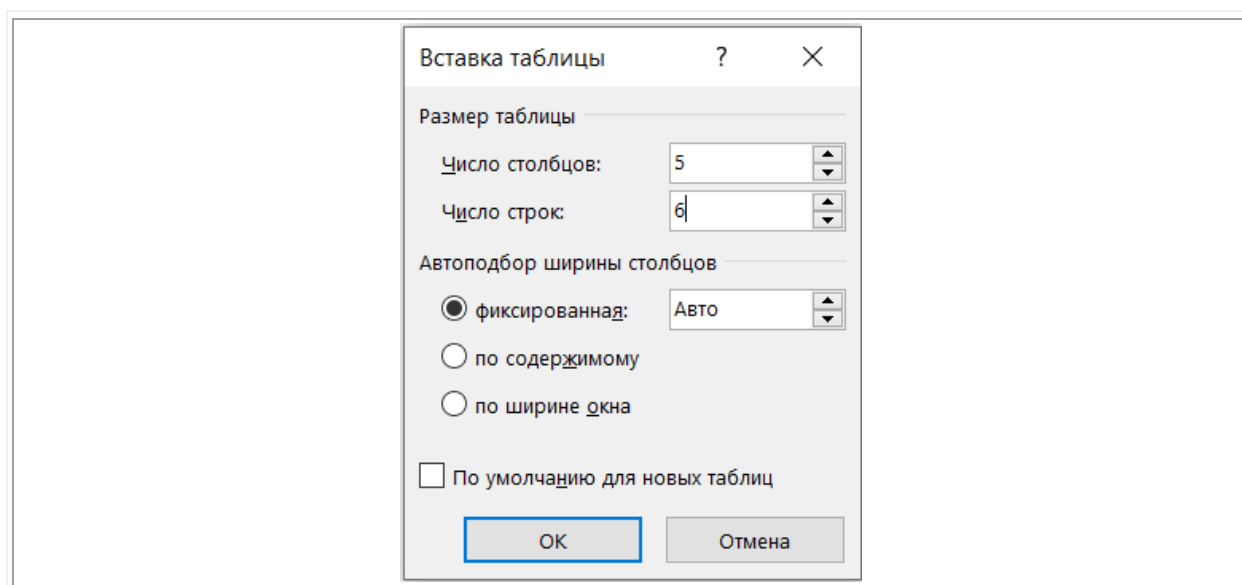 Вставка таблицы ?
Размер таблицы
Число столбцов: 5
Число строк: 6
Автоподбор ширины столбцов
фиксированная: Авто
по содержимому
по ширине окна
По умолчанию для новых таблиц
ОК Отмена